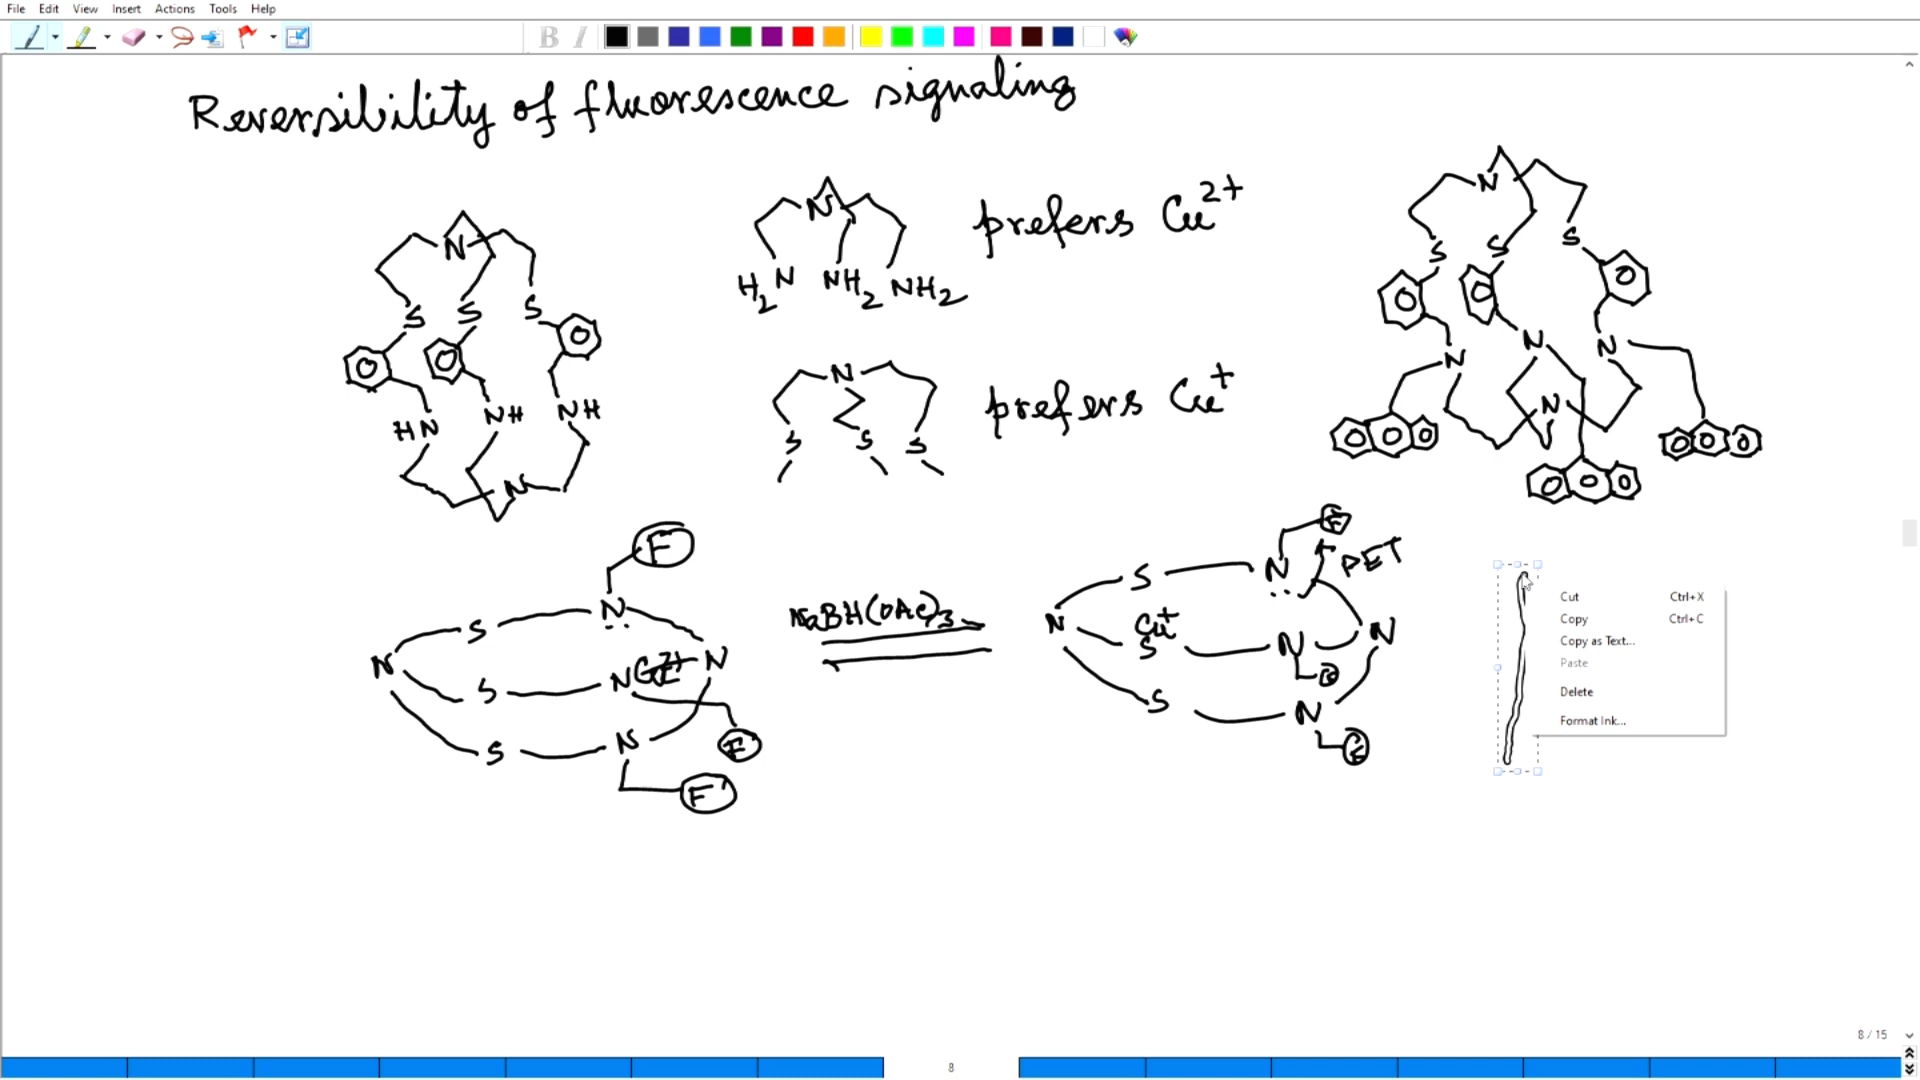 File Edit View Insert Actions Tools Help
B I
Reversibility of fluorescence signaling
N
S S S
HN NH NH
N
N
H2N NH2 NH2
prefers Cu2+
N
S S S
prefers Cu+
N
S S S
N N N
N
F
N
S
N
S N N
S N
F
F
NaBH(OAc)3
F
N
S
PET
N
Cu+
S N N
S N
Cut Ctrl+X
Copy Ctrl+C
Copy as Text...
Paste
Delete
Format Ink...
8 / 15
8